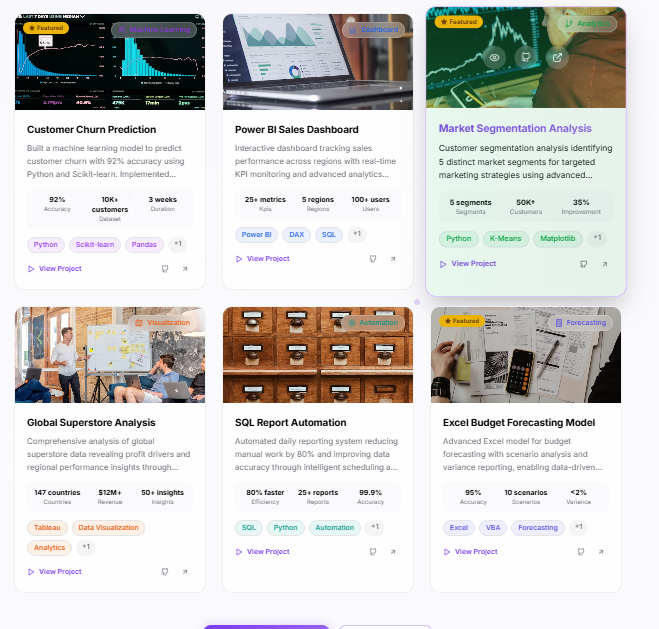 LAST 7 DAYS USING MEDIAN
Featured
Machine Learning
Customer Churn Prediction
Built a machine learning model to predict
customer churn with 92% accuracy using
Python and Scikit-learn. Implemented...
92%
Accuracy
10K+
customers
Dataset
3 weeks
Duration
Python
Scikit-learn
Pandas
+1
View Project
Dashboard
Power BI Sales Dashboard
Interactive dashboard tracking sales
performance across regions with real-time
KPI monitoring and advanced analytics...
25+ metrics
Kpis
5 regions
Regions
100+ users
Users
Power BI
DAX
SQL
+1
View Project
Featured
Analytics
Market Segmentation Analysis
Customer segmentation analysis identifying
5 distinct market segments for targeted
marketing strategies using advanced...
5 segments
Segments
50K+
Customers
35%
Improvement
Python
K-Means
Matplotlib
+1
View Project
Visualization
Global Superstore Analysis
Comprehensive analysis of global
superstore data revealing profit drivers and
regional performance insights through...
147 countries
Countries
$12M+
Revenue
50+ insights
Insights
Tableau
Data Visualization
Analytics
+1
View Project
Automation
SQL Report Automation
Automated daily reporting system reducing
manual work by 80% and improving data
accuracy through intelligent scheduling a...
80% faster
Efficiency
25+ reports
Reports
99.9%
Accuracy
SQL
Python
Automation
+1
View Project
Featured
Forecasting
Excel Budget Forecasting Model
Advanced Excel model for budget
forecasting with scenario analysis and
variance reporting, enabling data-driven...
95%
Accuracy
10 scenarios
Scenarios
<2%
Variance
Excel
VBA
Forecasting
+1
View Project